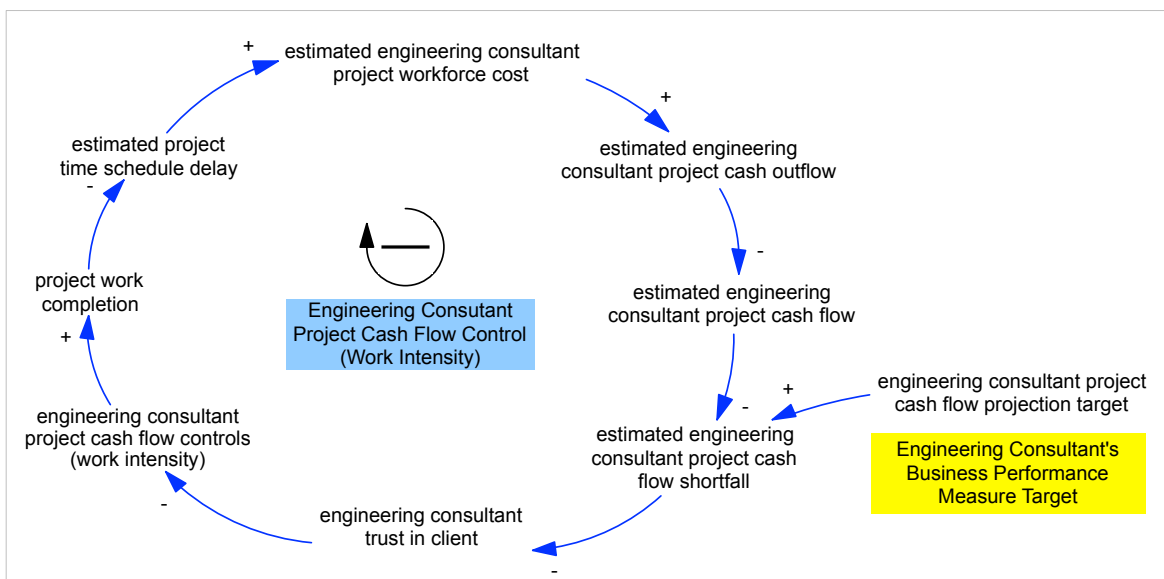 +
estimated engineering consultant
project workforce cost
+
estimated project
time schedule delay
estimated engineering
consultant project cash outflow
-
-
project work
completion
estimated engineering
consultant project cash flow
Engineering Consutant
Project Cash Flow Control
(Work Intensity)
+
+
engineering consultant project
cash flow projection target
-
engineering consultant
project cash flow controls
(work intensity)
estimated engineering
consultant project cash
flow shortfall
Engineering Consultant's
Business Performance
Measure Target
-
engineering consultant
trust in client
-